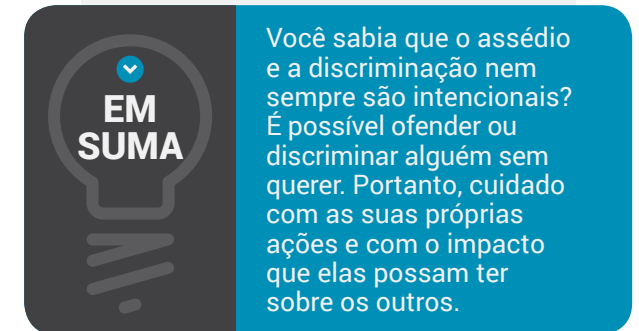 EM
SUMA
Você sabia que o assédio
e a discriminação nem
sempre são intencionais?
É possível ofender ou
discriminar alguém sem
querer. Portanto, cuidado
com as suas próprias
ações e com o impacto
que elas possam ter
sobre os outros.